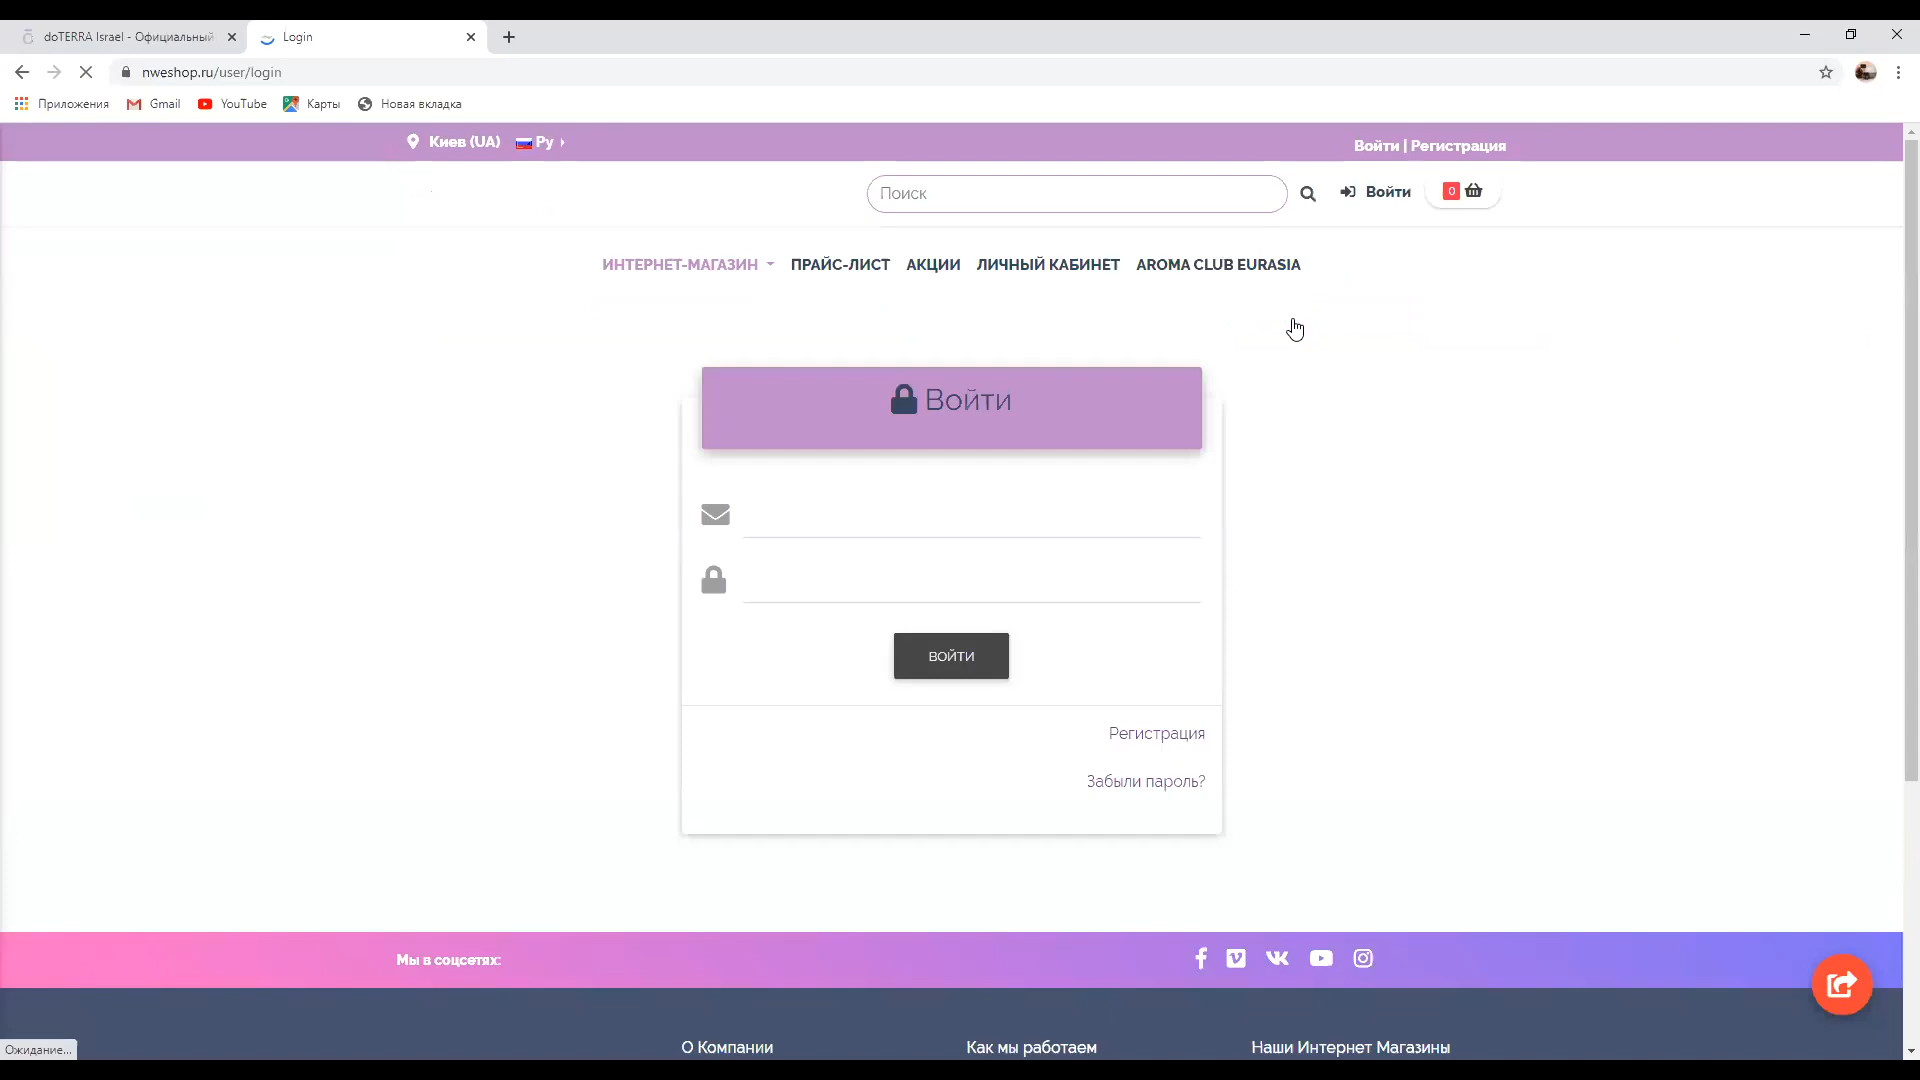 doTERRA Israel - Официальный
Login
nweshop.ru/user/login
Приложения Gmail YouTube Карты Новая вкладка
Киев (UA) Ру
Войти | Регистрация
Поиск
Войти
0
ИНТЕРНЕТ-МАГАЗИН ПРАЙС-ЛИСТ АКЦИИ ЛИЧНЫЙ КАБИНЕТ AROMA CLUB EURASIA
Войти
ВОЙТИ
Регистрация
Забыли пароль?
Мы в соцсетях:
О Компании Как мы работаем Наши Интернет Магазины
Ожидание...